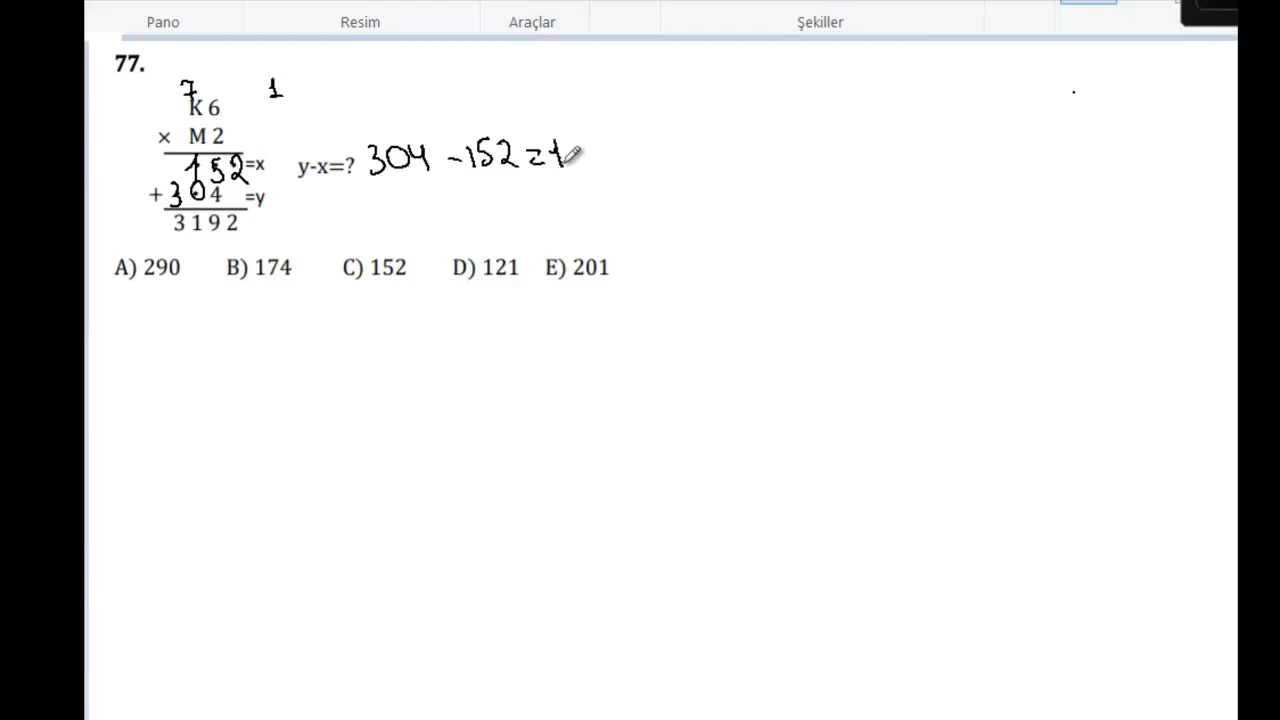 Pano Resim Araçlar Şekiller
77.
7 1
K 6
× M 2
152 =x y-x=? 304 - 152 = 1
+ 304 =y
3 1 9 2
A) 290 B) 174 C) 152 D) 121 E) 201